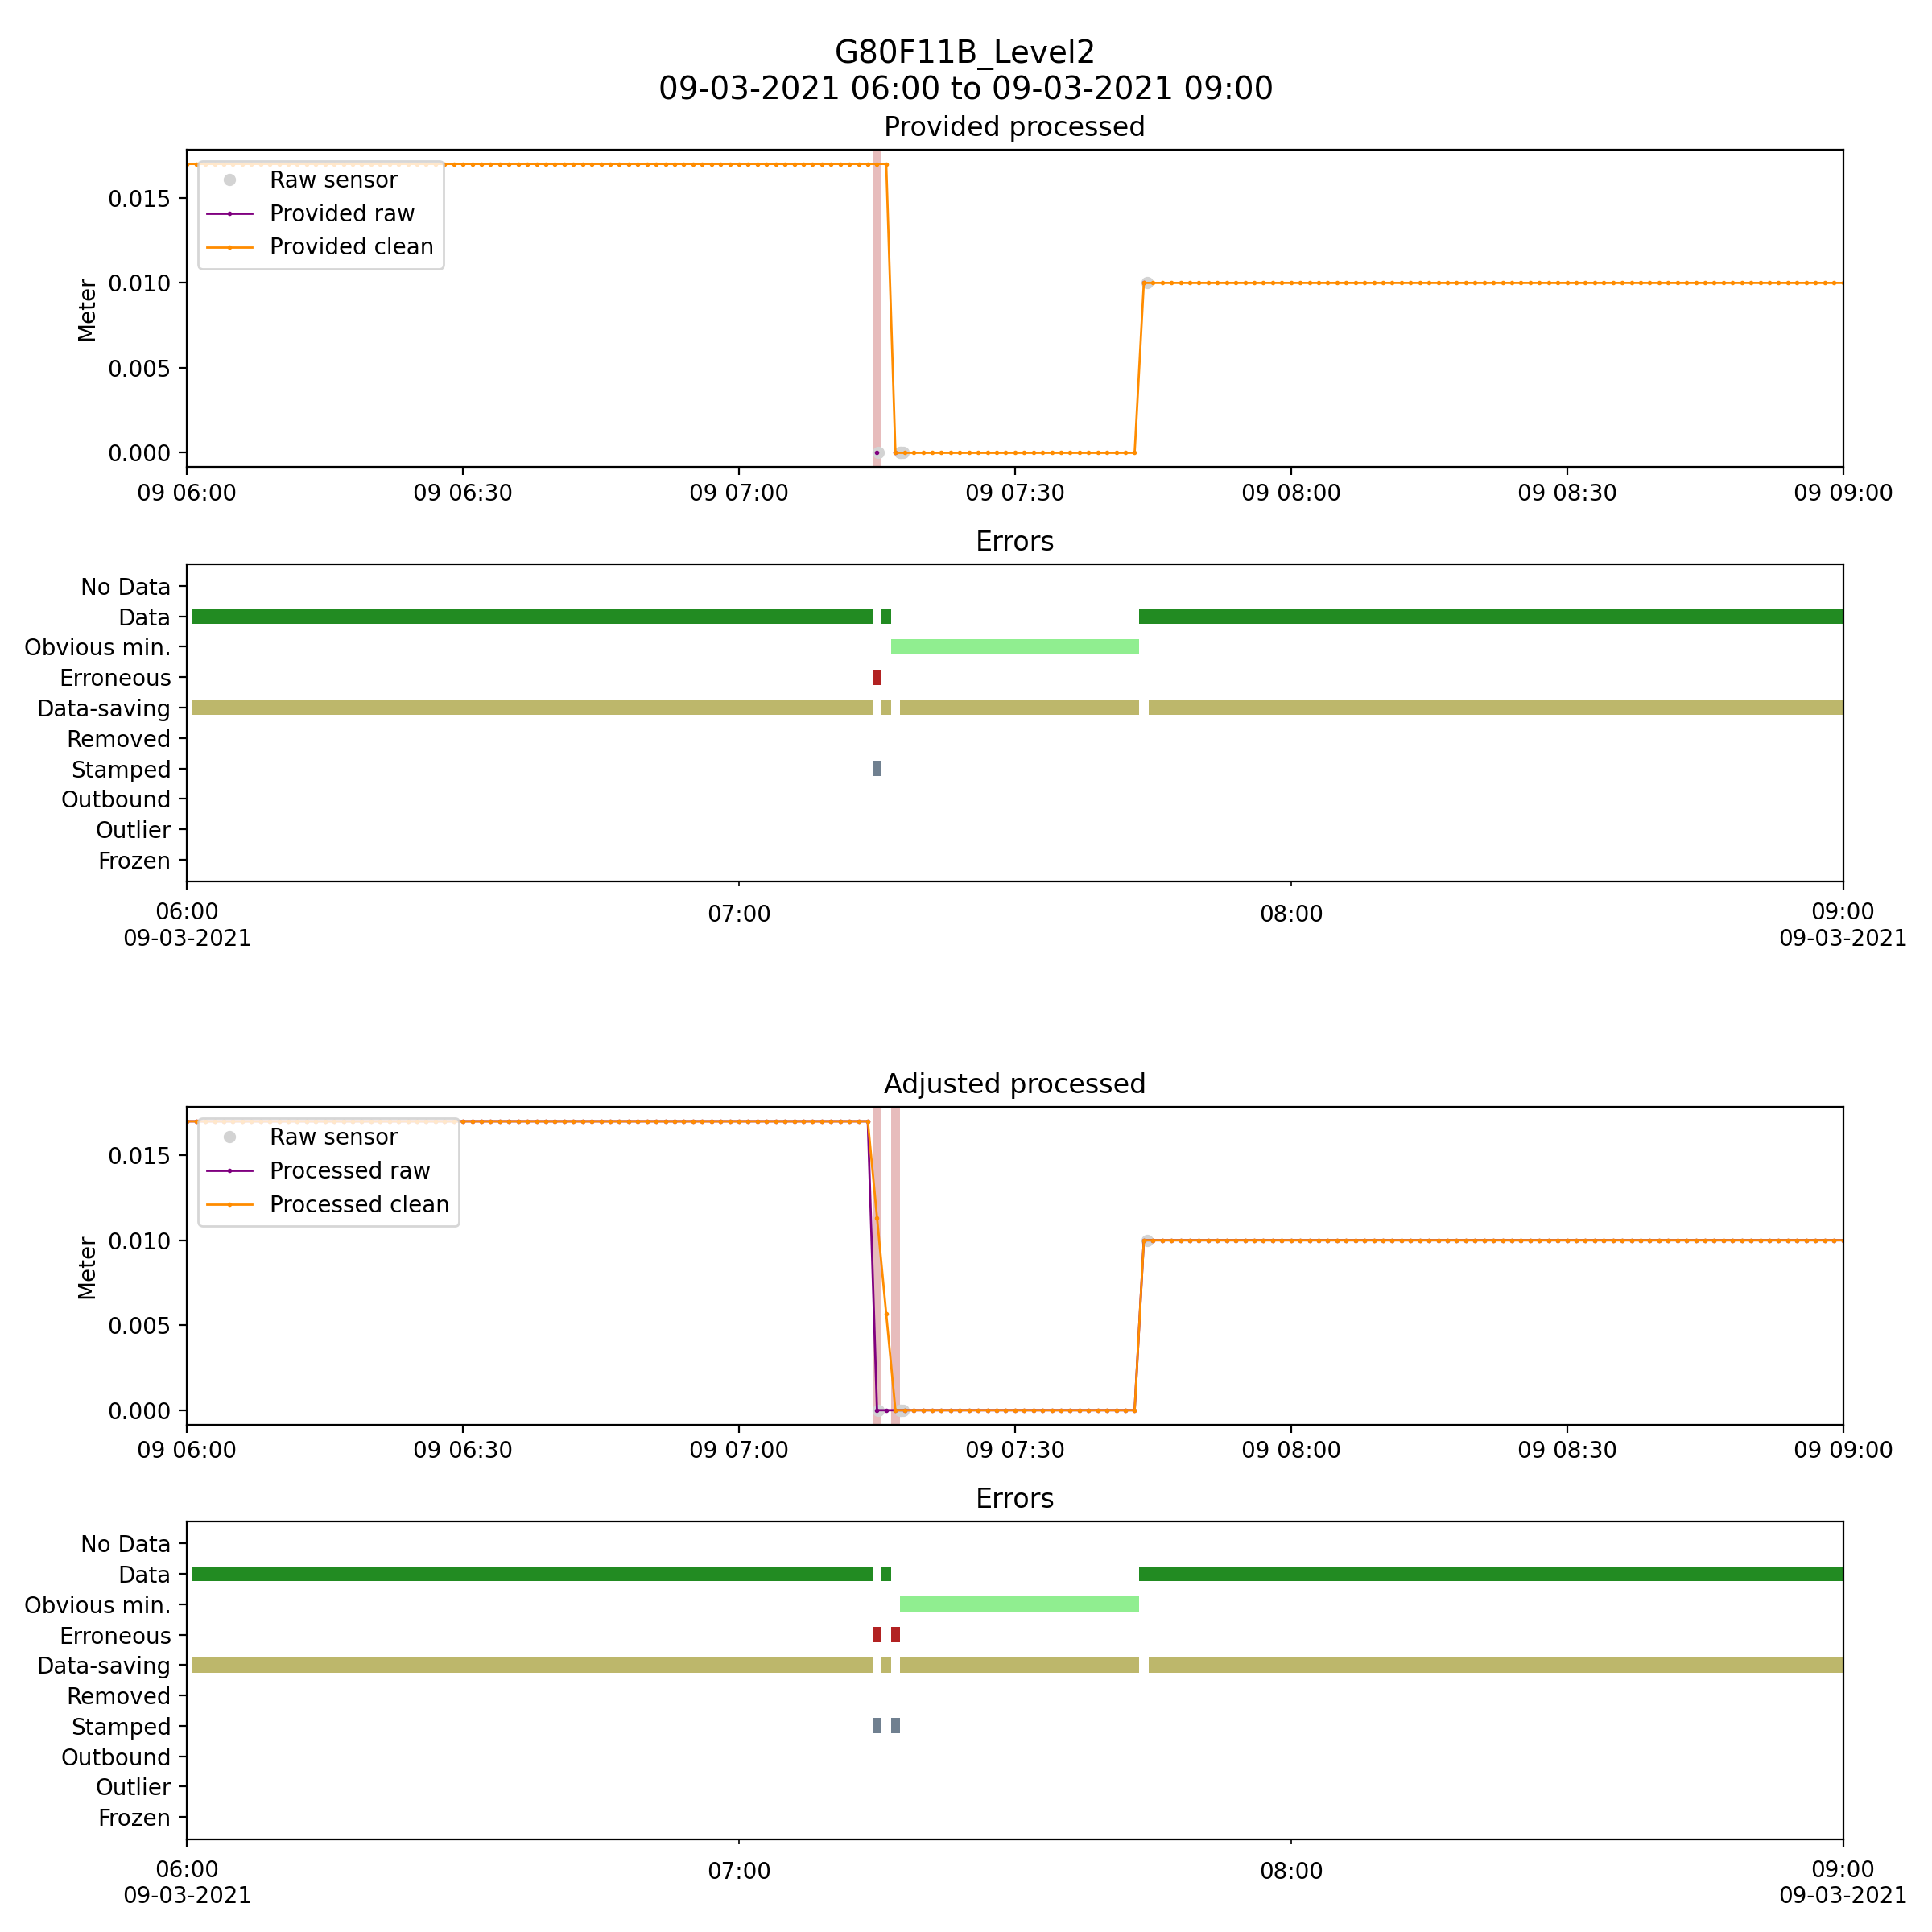 G80F11B_Level2
09-03-2021 06:00 to 09-03-2021 09:00
Provided processed
Raw sensor
Provided raw
Provided clean
Meter
0.015
0.010
0.005
0.000
09 06:00 09 06:30 09 07:00 09 07:30 09 08:00 09 08:30 09 09:00
Errors
No Data
Data
Obvious min.
Erroneous
Data-saving
Removed
Stamped
Outbound
Outlier
Frozen
06:00 07:00 08:00 09:00
09-03-2021 09-03-2021
Adjusted processed
Raw sensor
Processed raw
Processed clean
Meter
0.015
0.010
0.005
0.000
09 06:00 09 06:30 09 07:00 09 07:30 09 08:00 09 08:30 09 09:00
Errors
No Data
Data
Obvious min.
Erroneous
Data-saving
Removed
Stamped
Outbound
Outlier
Frozen
06:00 07:00 08:00 09:00
09-03-2021 09-03-2021